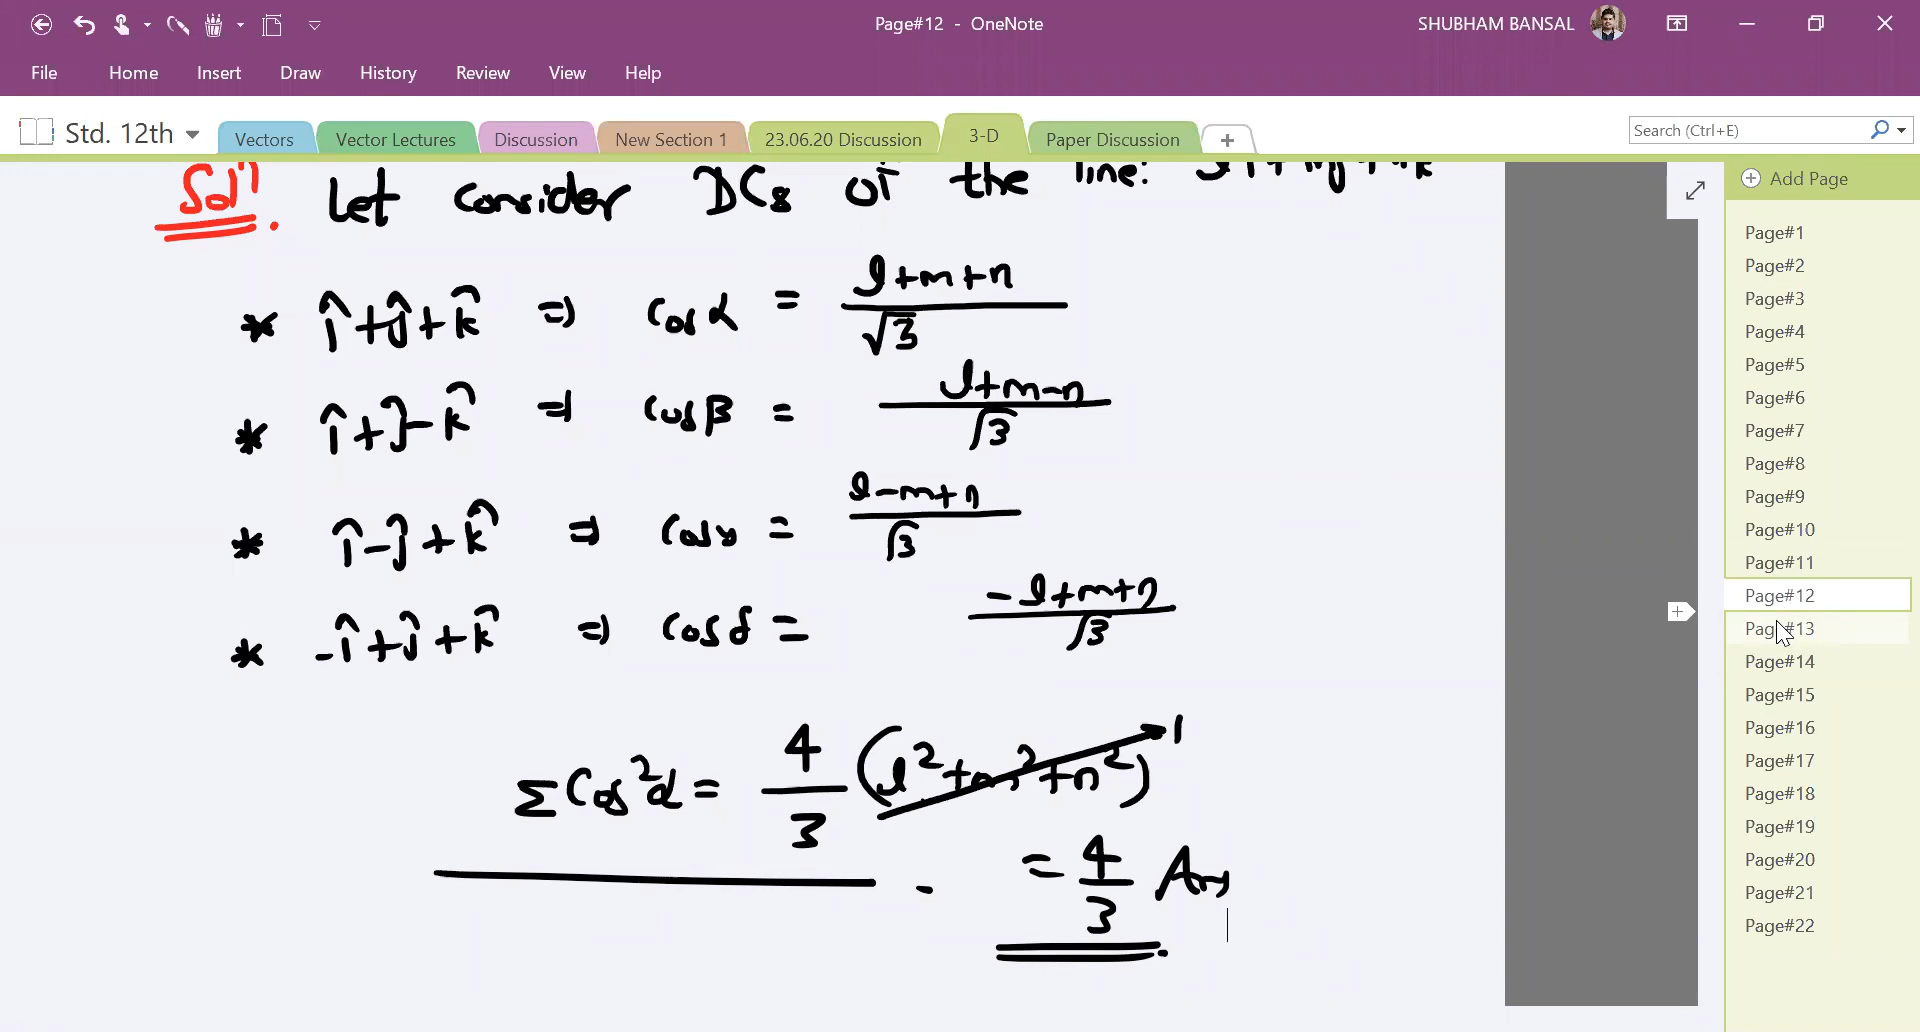 Page#12 - OneNote
SHUBHAM BANSAL
File Home Insert Draw History Review View Help
Std. 12th
Vectors
Vector Lectures
Discussion
New Section 1
23.06.20 Discussion
3-D
Paper Discussion
+
Search (Ctrl+E)
Add Page
Page#1
Page#2
Page#3
Page#4
Page#5
Page#6
Page#7
Page#8
Page#9
Page#10
Page#11
Page#12
Page#13
Page#14
Page#15
Page#16
Page#17
Page#18
Page#19
Page#20
Page#21
Page#22
Solⁿ. Let consider DCs of the line:
* î+ĵ+k̂ ⇒ cosα = (l+m+n)/√3
* î+ĵ-k̂ ⇒ cosβ = (l+m-n)/√3
* î-ĵ+k̂ ⇒ cosγ = (l-m+n)/√3
* -î+ĵ+k̂ ⇒ cosδ = (-l+m+n)/√3
Σcos²α = 4/3 (l²+m²+n²) 1
= 4/3 Ans